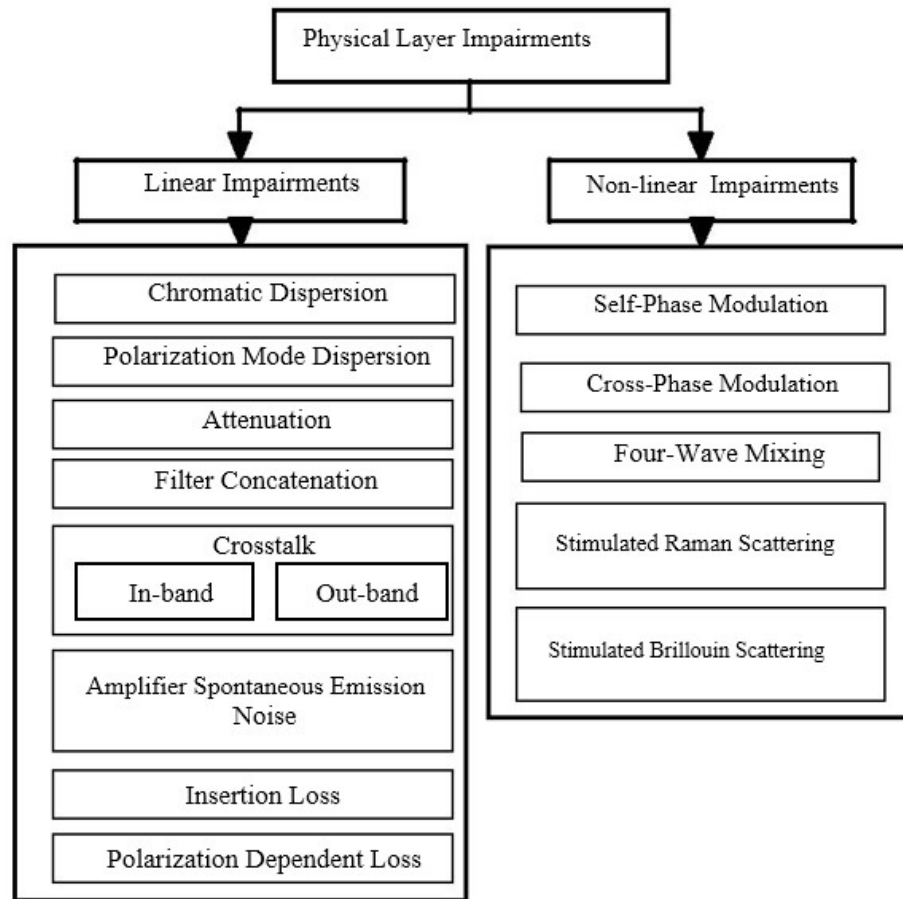 Physical Layer Impairments
Linear Impairments
Non-linear Impairments
Chromatic Dispersion
Polarization Mode Dispersion
Attenuation
Filter Concatenation
Crosstalk
In-band
Out-band
Amplifier Spontaneous Emission
Noise
Insertion Loss
Polarization Dependent Loss
Self-Phase Modulation
Cross-Phase Modulation
Four-Wave Mixing
Stimulated Raman Scattering
Stimulated Brillouin Scattering